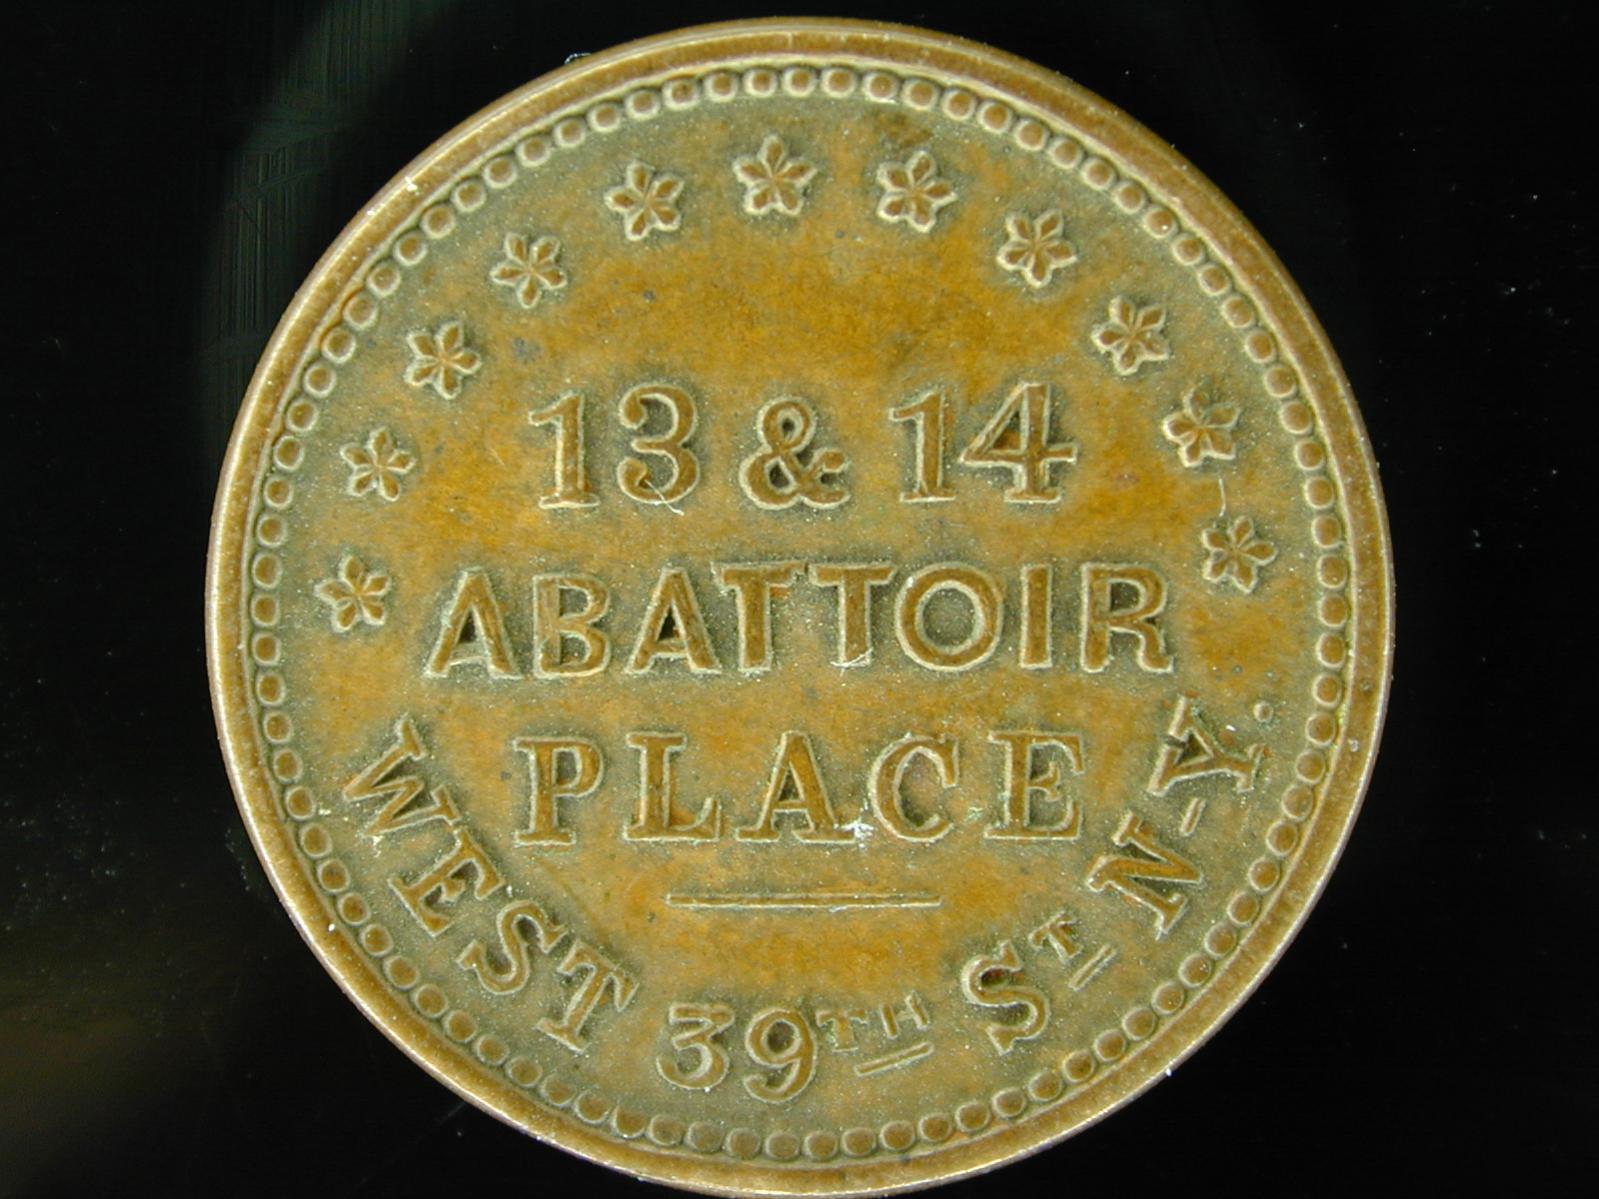 13 & 14
ABATTOIR
PLACE
WEST 39TH ST N-Y.